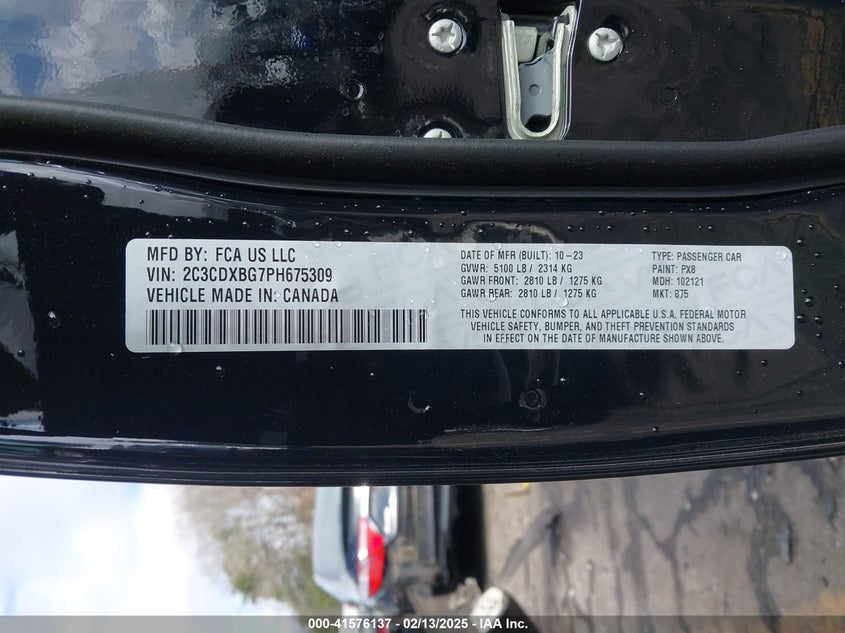 MFD BY: FCA US LLC
VIN: 2C3CDXBG7PH675309
VEHICLE MADE IN: CANADA
DATE OF MFR (BUILT): 10-23
GVWR: 5100 LB / 2314 KG
GAWR FRONT: 2810 LB / 1275 KG
GAWR REAR: 2810 LB / 1275 KG
TYPE: PASSENGER CAR
PAINT: PX8
MDH: 102121
MKT: 875
THIS VEHICLE CONFORMS TO ALL APPLICABLE U.S.A. FEDERAL MOTOR
VEHICLE SAFETY, BUMPER, AND THEFT PREVENTION STANDARDS
IN EFFECT ON THE DATE OF MANUFACTURE SHOWN ABOVE.
000-41576137 - 02/13/2025 - IAA Inc.